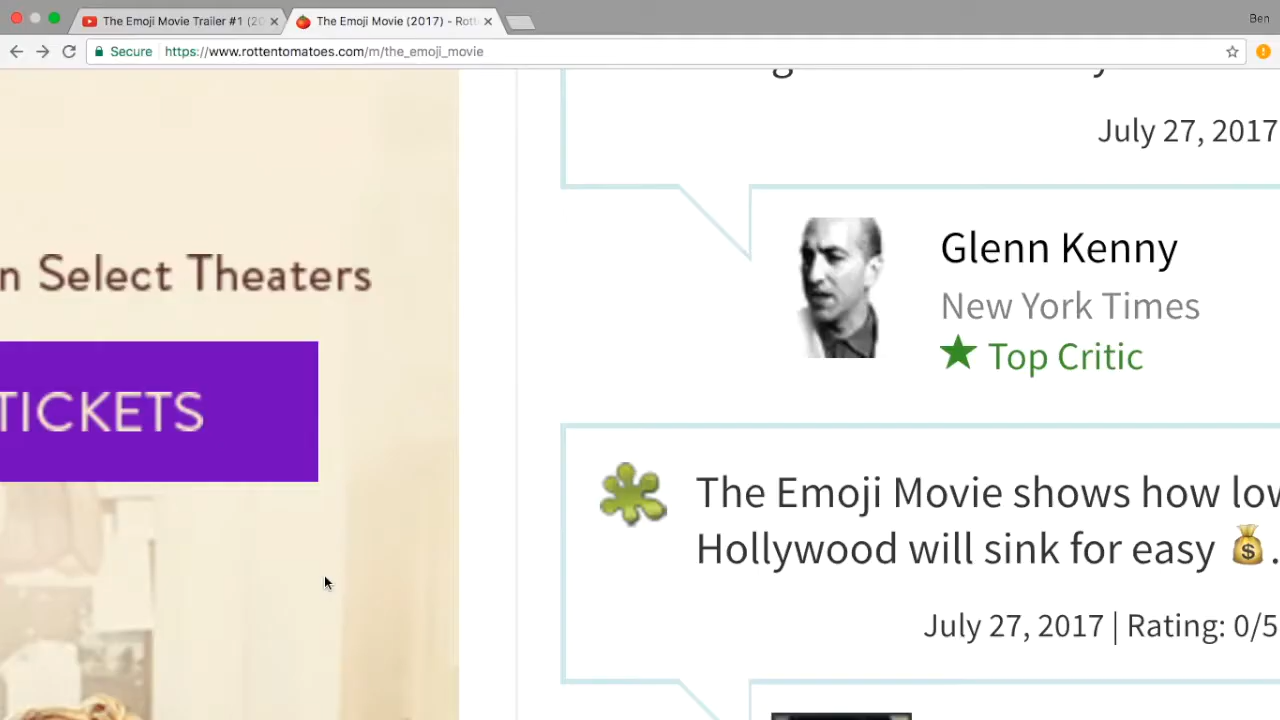 The Emoji Movie Trailer #1 (20
The Emoji Movie (2017) - Rott
Ben
Secure https://www.rottentomatoes.com/m/the_emoji_movie
July 27, 2017
Glenn Kenny
n Select Theaters
New York Times
Top Critic
TICKETS
The Emoji Movie shows how low
Hollywood will sink for easy 💰.
July 27, 2017 | Rating: 0/5